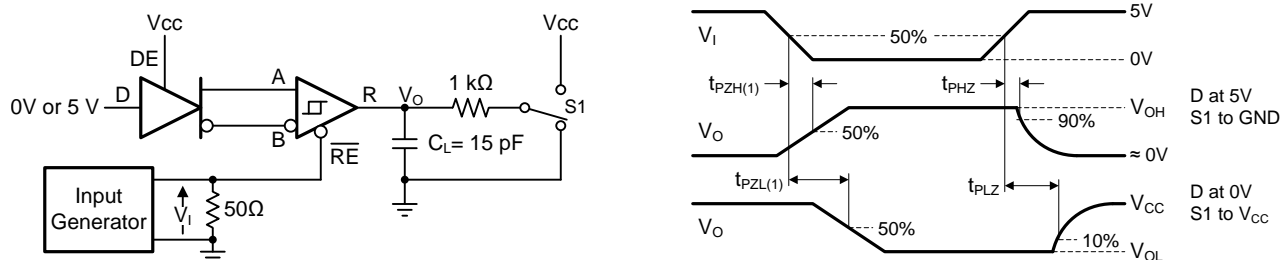 Vcc
DE
D
0V or 5 V
A
B
R
RE
VO
1 kΩ
Vcc
S1
CL= 15 pF
Input
Generator
VI
50Ω
VI
50%
5V
0V
tPZH(1)
tPHZ
VO
50%
VOH
90%
≈ 0V
D at 5V
S1 to GND
tPZL(1)
tPLZ
VO
50%
VCC
10%
VOL
D at 0V
S1 to VCC